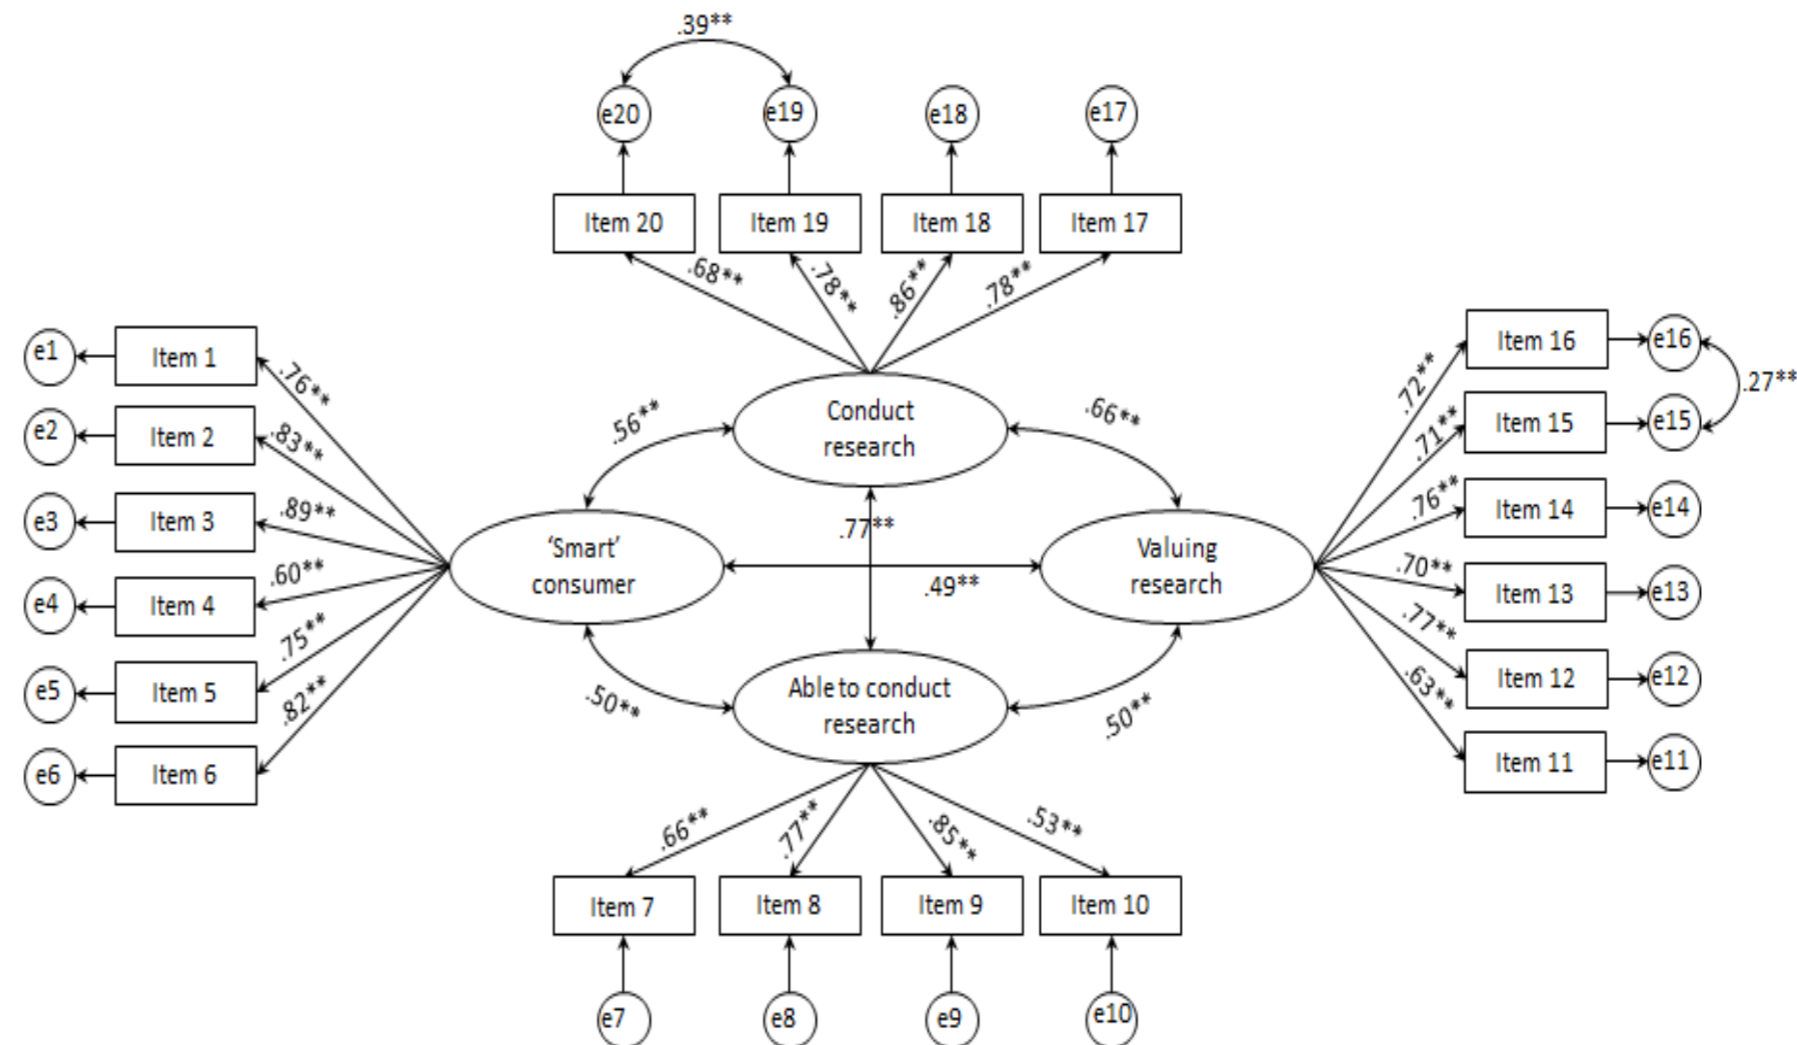 .39**
e20
e19
e18
e17
Item 20
Item 19
Item 18
Item 17
.68**
.78**
.86**
.78**
e1
Item 1
.76**
e2
Item 2
.83**
e3
Item 3
.89**
e4
Item 4
.60**
e5
Item 5
.75**
e6
Item 6
.82**
Conduct
research
.56**
.66**
‘Smart’
consumer
.77**
.49**
Valuing
research
Able to conduct
research
.50**
.50**
.72**
Item 16
e16
.27**
.71**
Item 15
e15
.76**
Item 14
e14
.70**
Item 13
e13
.77**
Item 12
e12
.63**
Item 11
e11
.66**
.77**
.85**
.53**
Item 7
Item 8
Item 9
Item 10
e7
e8
e9
e10